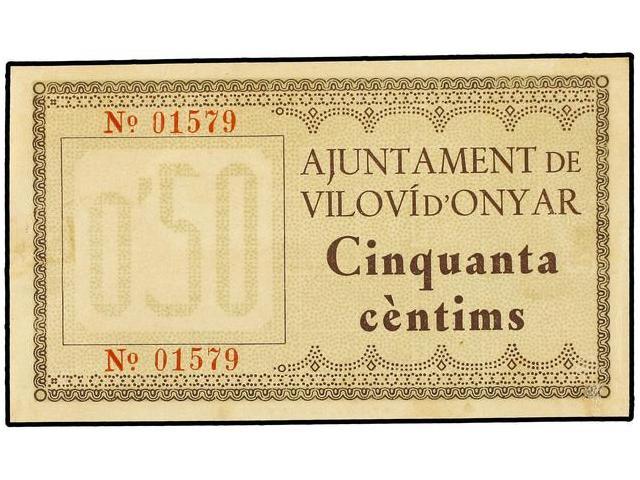 Nº 01579
0'50
Nº 01579
AJUNTAMENT DE
VILOVÍ D'ONYAR
Cinquanta
cèntims